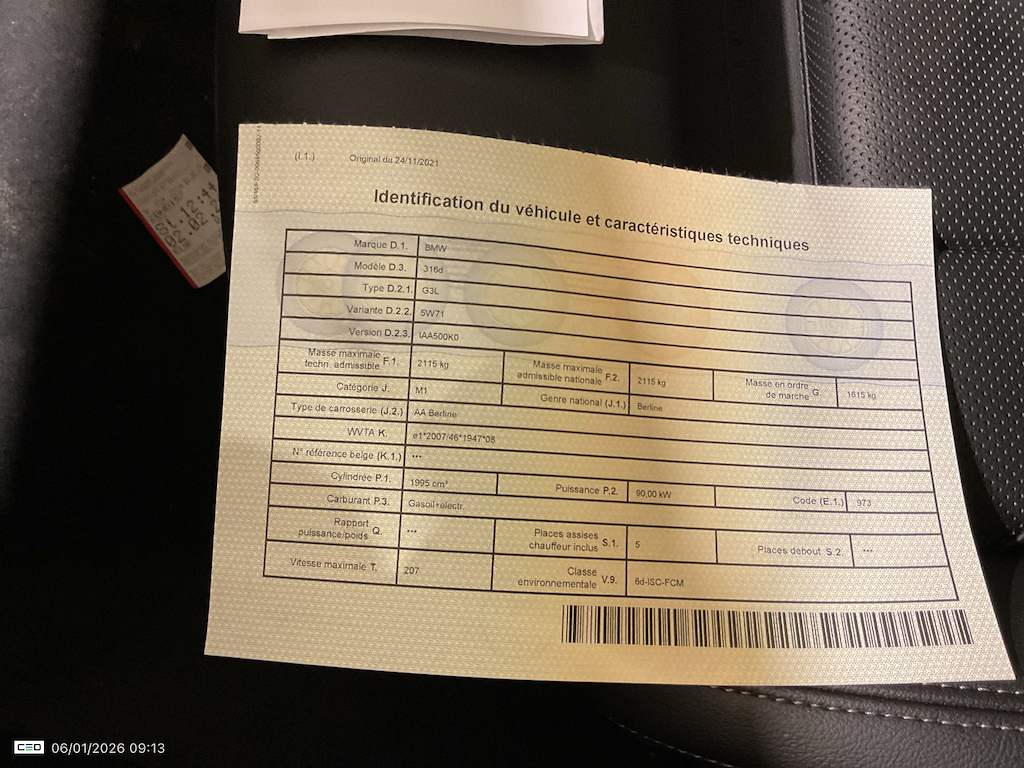 (I.1.) Original du 24/11/2021
Identification du véhicule et caractéristiques techniques
Marque D.1. BMW
Modèle D.3. 316d
Type D.2.1. G3L
Variante D.2.2. 5W71
Version D.2.3. IAA500K0
Masse maximale techn. admissible F.1. 2115 kg Masse maximale admissible nationale F.2. 2115 kg Masse en ordre de marche G. 1615 kg
Catégorie J. M1 Genre national (J.1.) Berline
Type de carrosserie (J.2.) AA Berline
WVTA K. e1*2007/46*1947*08
N° référence belge (K.1.) ---
Cylindrée P.1. 1995 cm³ Puissance P.2. 90,00 kW Code (E.1.) 973
Carburant P.3. Gasoil+electr.
Rapport puissance/poids Q. --- Places assises chauffeur inclus S.1. 5 Places debout S.2. ---
Vitesse maximale T. 207 Classe environnementale V.9. 6d-ISC-FCM
12:44
02.02
CEO 06/01/2026 09:13